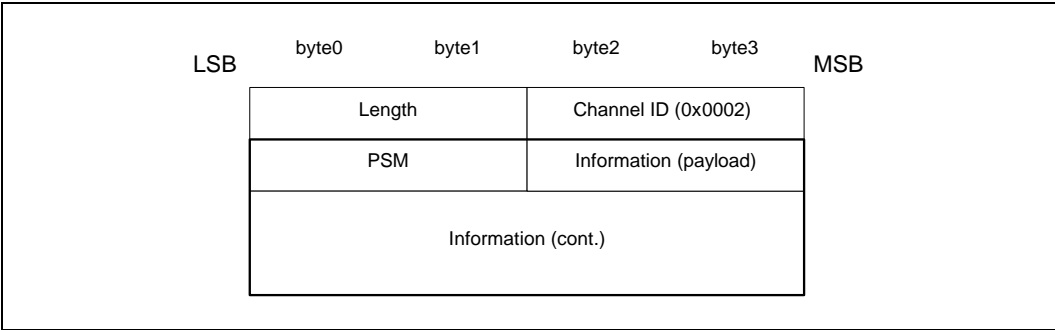 byte0 byte1 byte2 byte3
LSB MSB
Length Channel ID (0x0002)
PSM Information (payload)
Information (cont.)